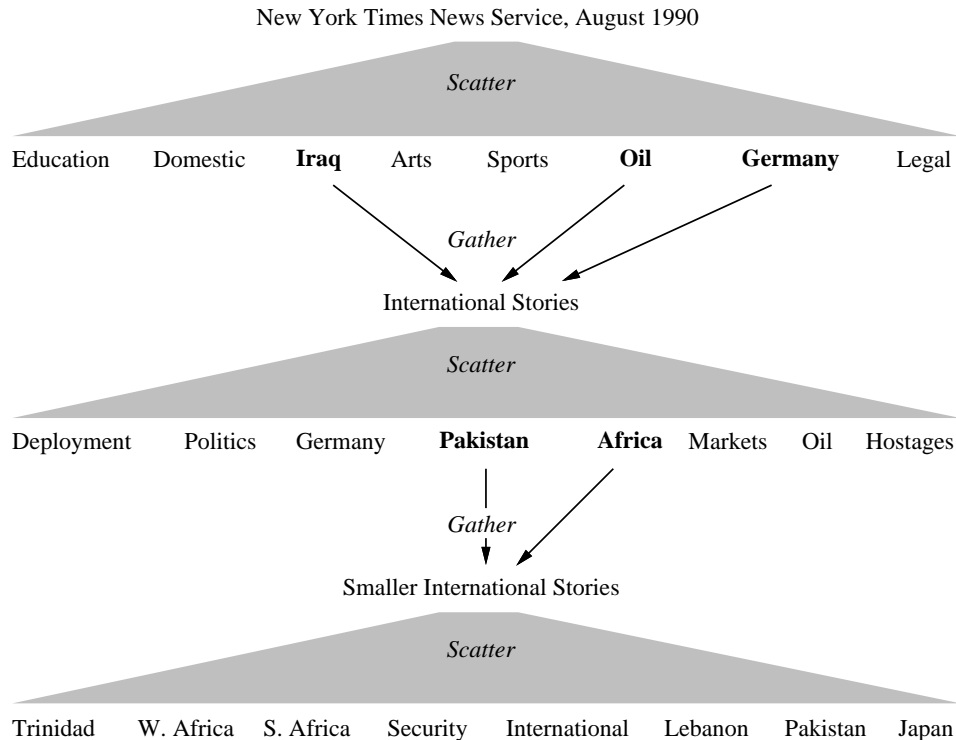 New York Times News Service, August 1990
Scatter
Education Domestic Iraq Arts Sports Oil Germany Legal
Gather
International Stories
Scatter
Deployment Politics Germany Pakistan Africa Markets Oil Hostages
Gather
Smaller International Stories
Scatter
Trinidad W. Africa S. Africa Security International Lebanon Pakistan Japan